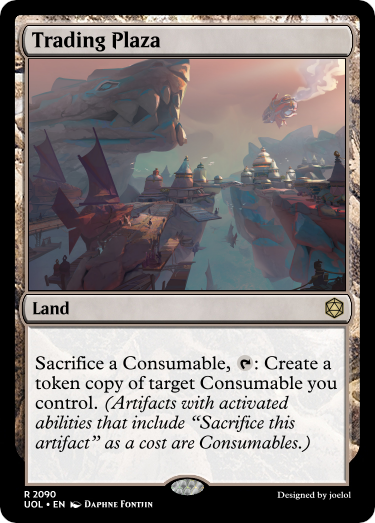 Trading Plaza
Land
Sacrifice a Consumable, : Create a
token copy of target Consumable you
control. (Artifacts with activated
abilities that include “Sacrifice this
artifact” as a cost are Consumables.)
R 2090
UOL • EN Daphne Fontiin
Designed by joelol